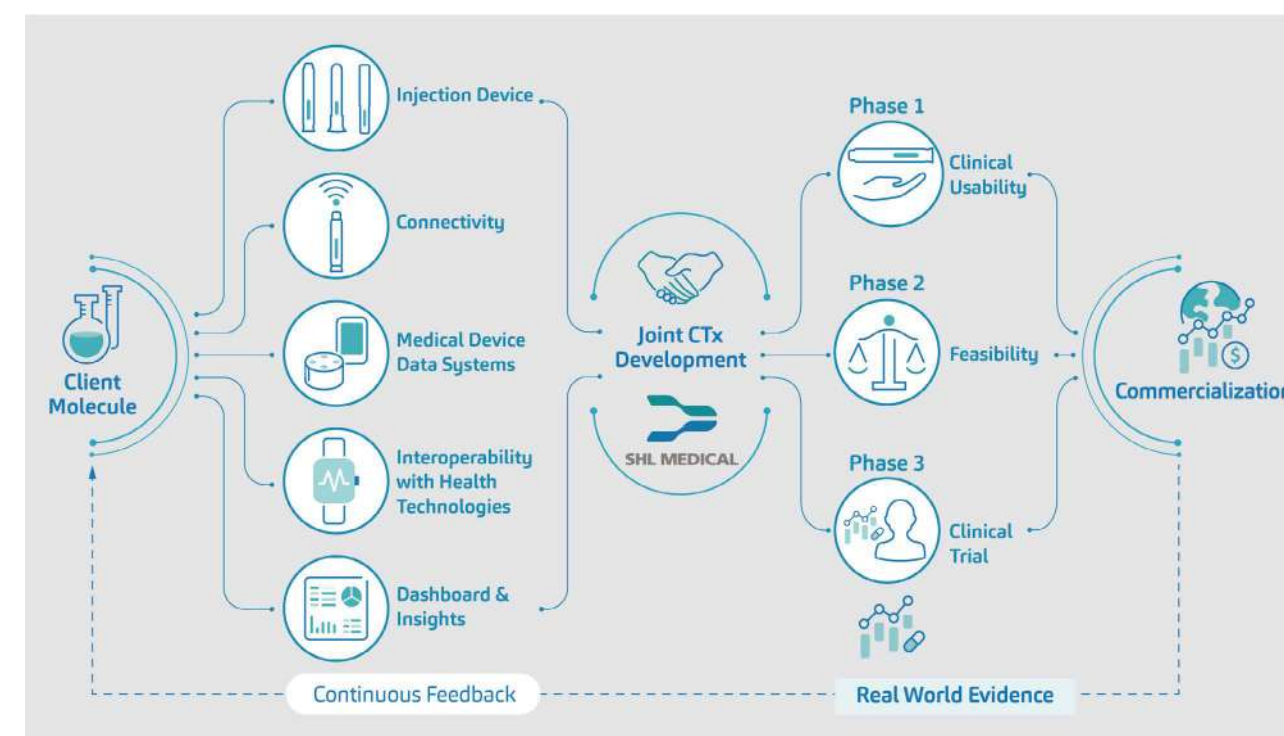 Client
Molecule
Injection Device
Connectivity
Medical Device
Data Systems
Interoperability
with Health
Technologies
Dashboard &
Insights
Joint CTx
Development
SHL MEDICAL
Phase 1
Clinical
Usability
Phase 2
Feasibility
Phase 3
Clinical
Trial
$
Commercialization
Continuous Feedback
Real World Evidence